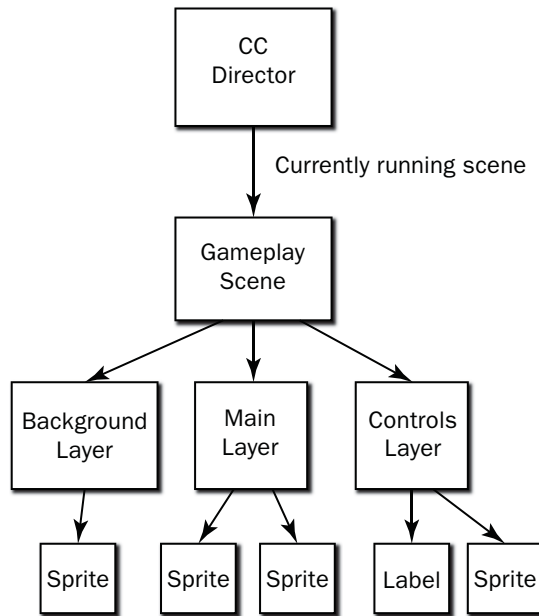 CC
Director
Currently running scene
Gameplay
Scene
Background
Layer
Main
Layer
Controls
Layer
Sprite
Sprite
Sprite
Label
Sprite